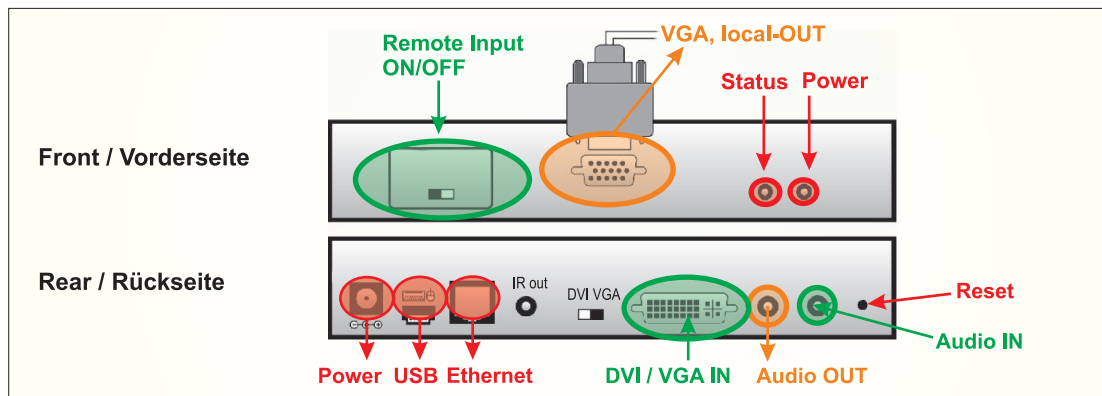 Remote Input
ON/OFF
VGA, local-OUT
Status
Power
Front / Vorderseite
Rear / Rückseite
IR out
DVI VGA
Reset
Audio IN
Power
USB
Ethernet
DVI / VGA IN
Audio OUT